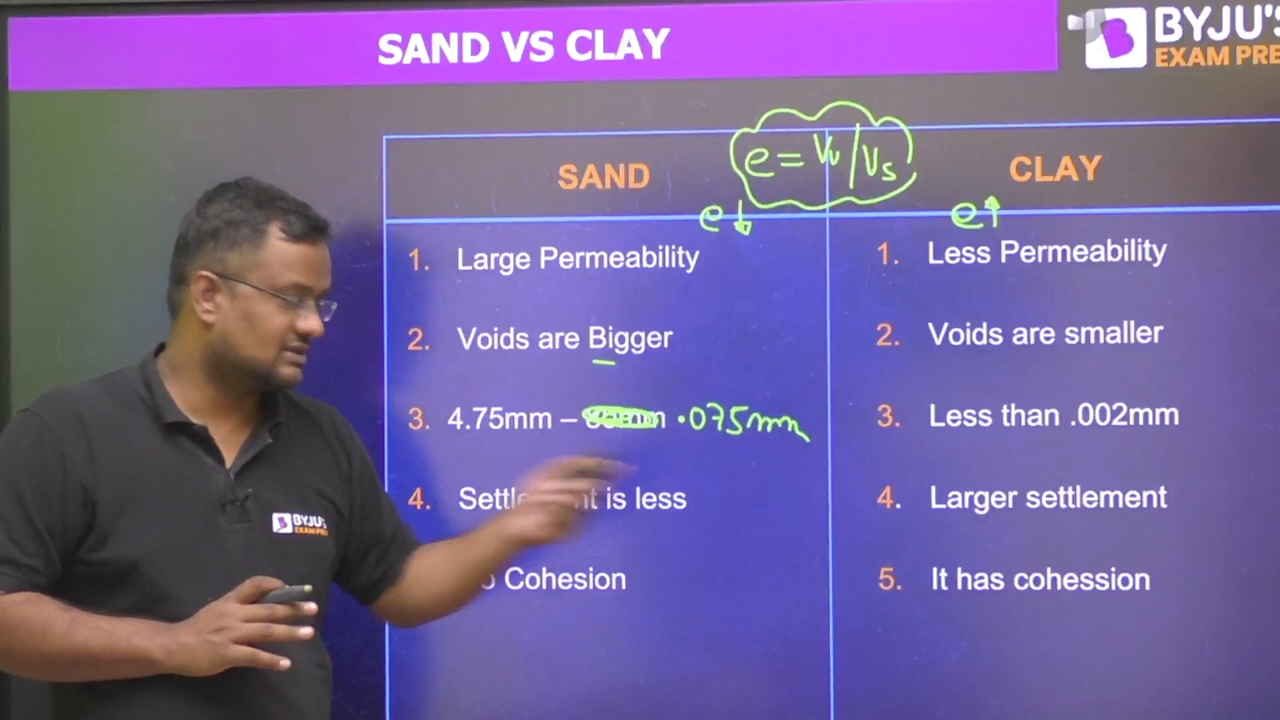 SAND VS CLAY
BYJU'S
EXAM PRE
e = Vv/Vs
SAND
CLAY
e↓
e↑
1. Large Permeability
1. Less Permeability
2. Voids are Bigger
2. Voids are smaller
3. 4.75mm – .075mm
3. Less than .002mm
4. is less
4. Larger settlement
Cohesion
5. It has cohession
BYJU'S
EXAM PRE